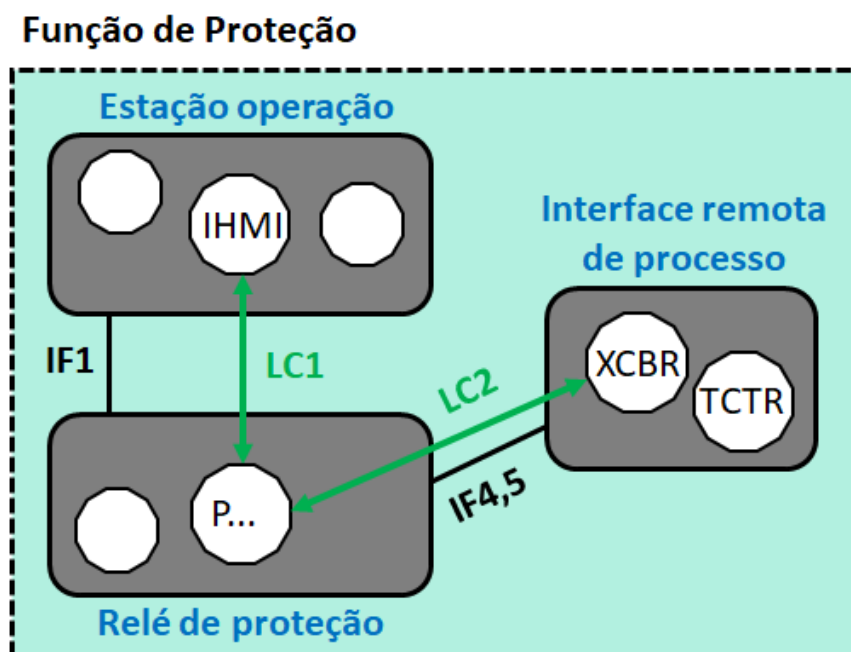 Função de Proteção
Estação operação
IHMI
Interface remota
de processo
IF1
LC1
LC2
XCBR
TCTR
IF4,5
P...
Relé de proteção